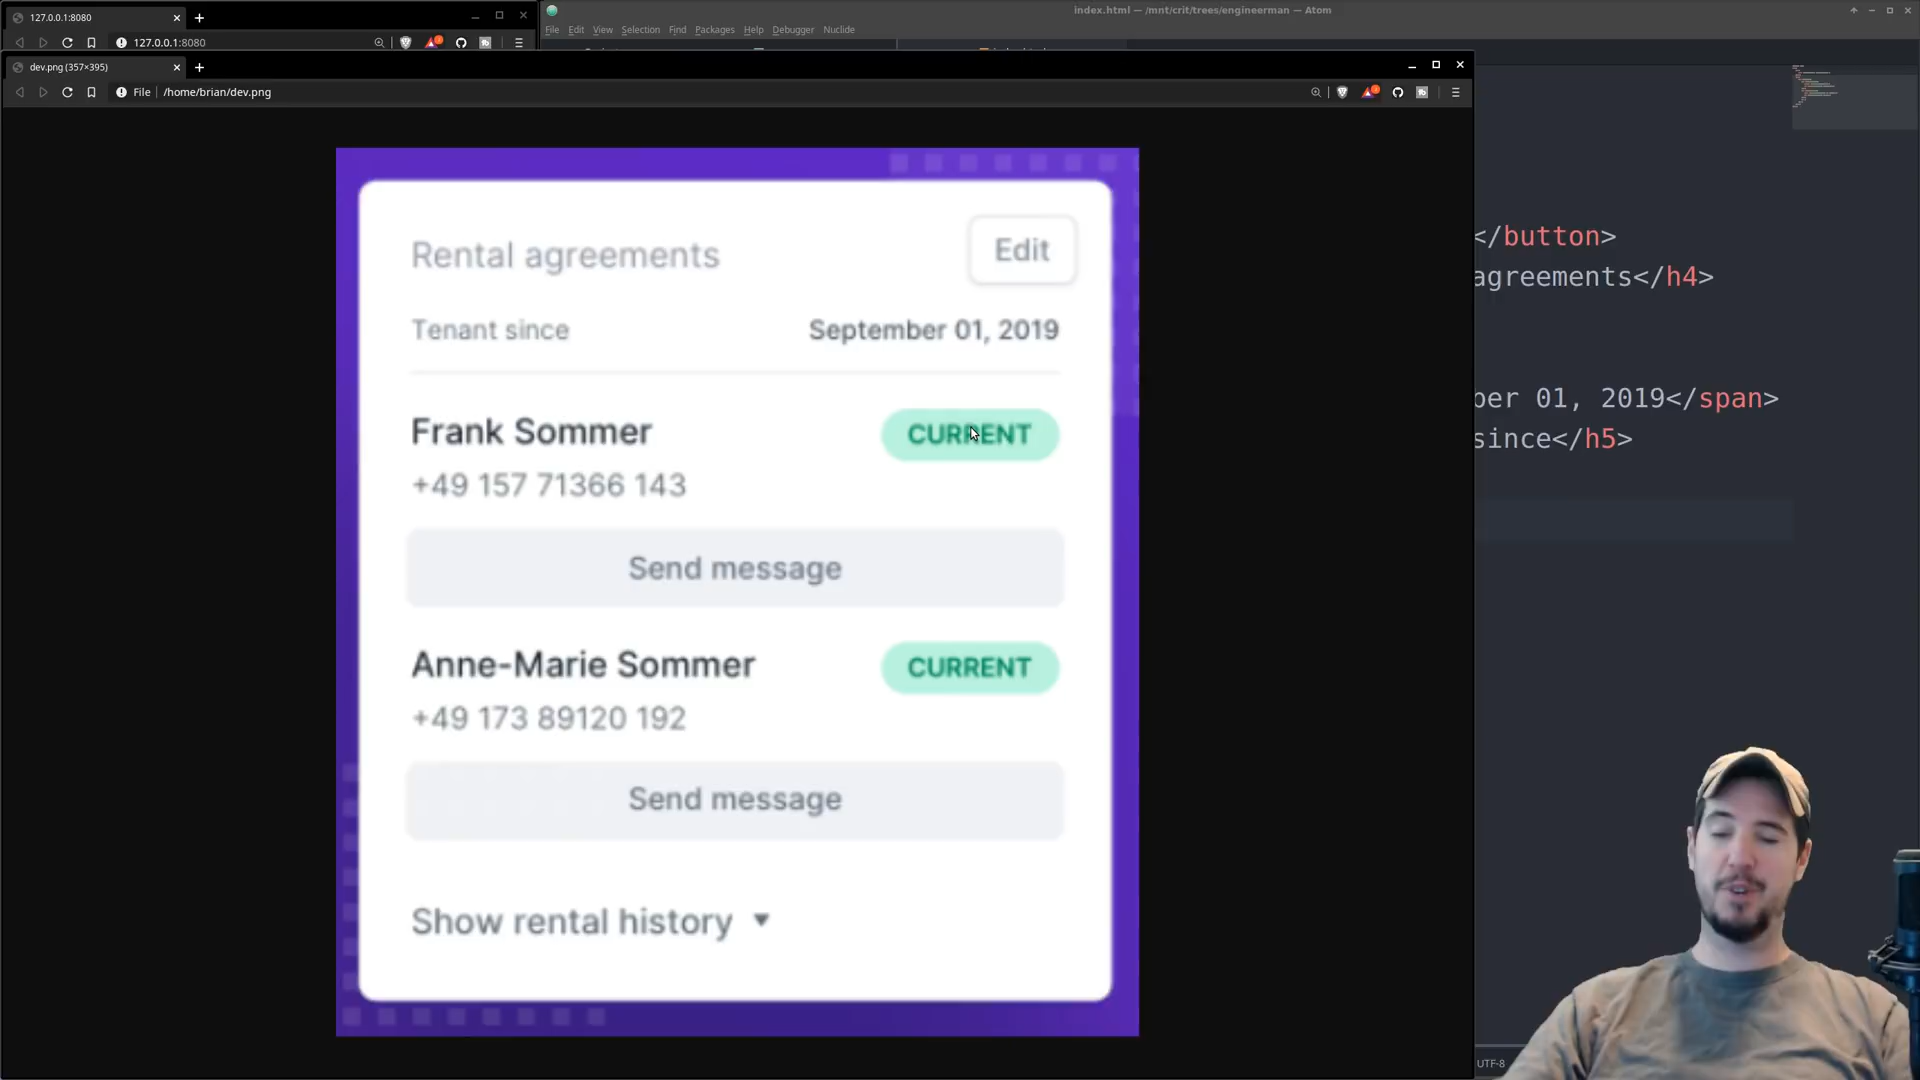 127.0.0.1:8080
index.html — /mnt/crit/trees/engineerman — Atom
File Edit View Selection Find Packages Help Debugger Nuclide
127.0.0.1:8080
dev.png (357×395)
File /home/brian/dev.png
Rental agreements
Edit
Tenant since
September 01, 2019
Frank Sommer
CURRENT
+49 157 71366 143
Send message
Anne-Marie Sommer
CURRENT
+49 173 89120 192
Send message
Show rental history
</button>
agreements</h4>
ber 01, 2019</span>
since</h5>
UTF-8